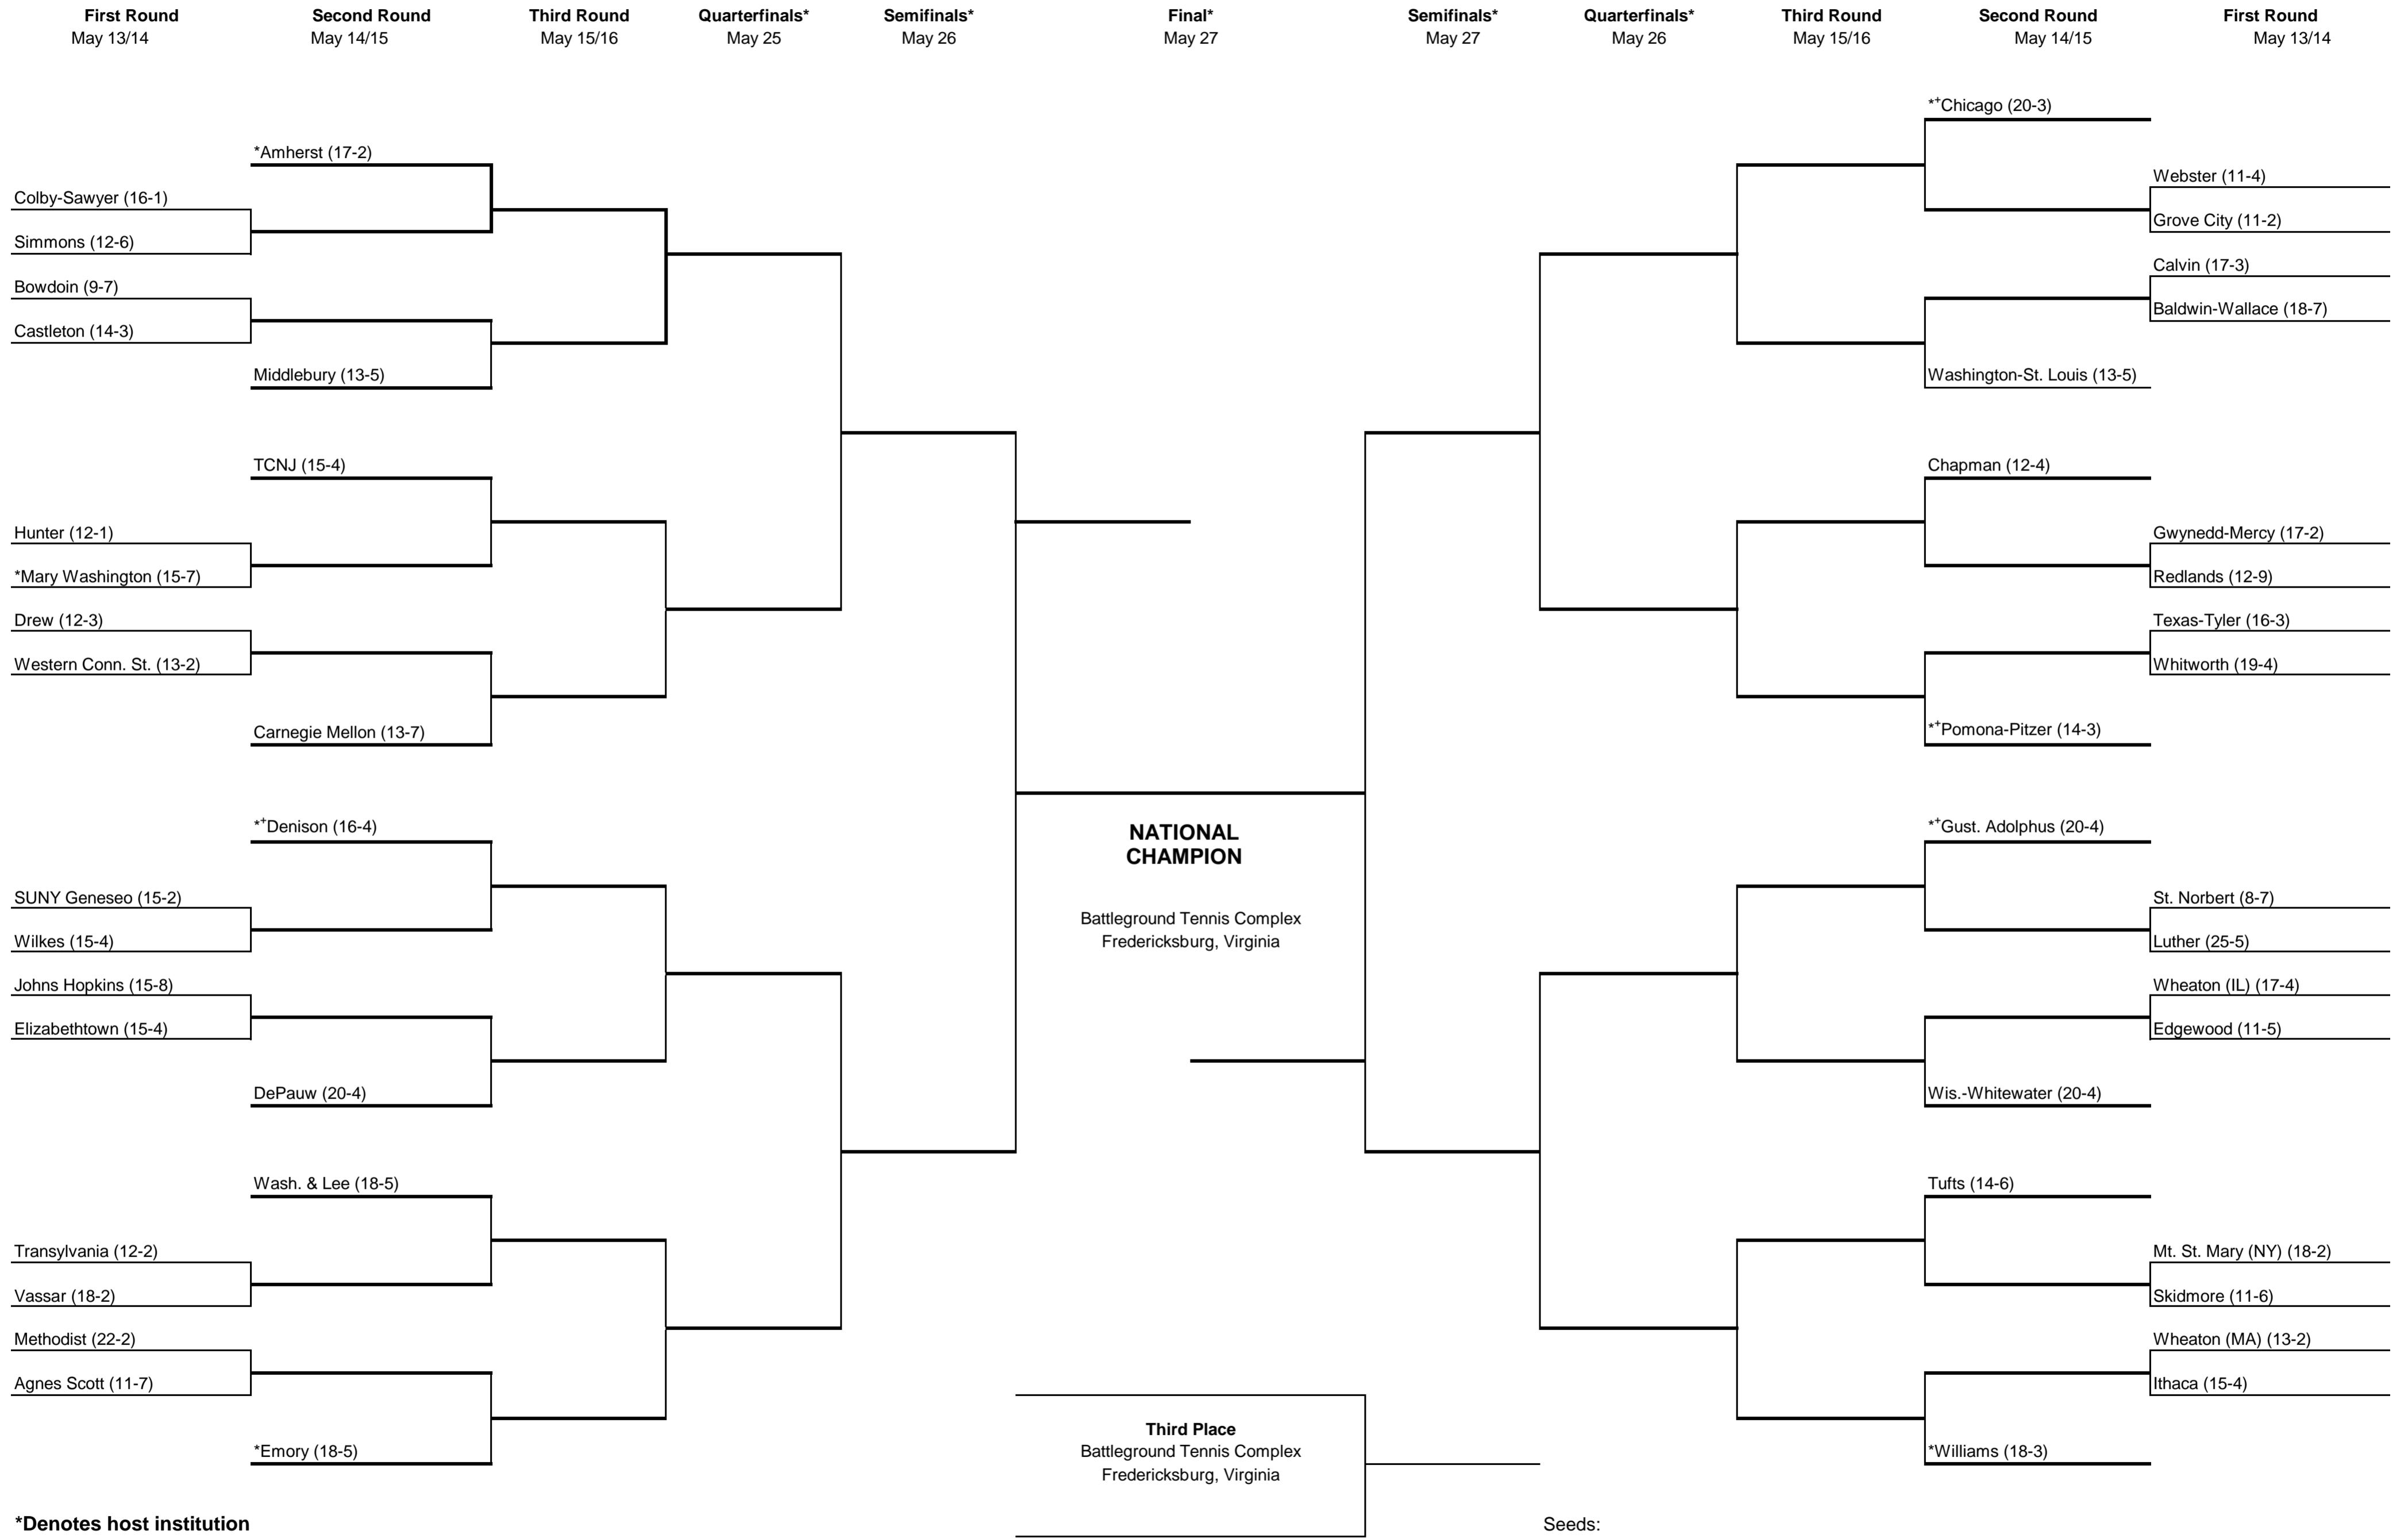 First Round Second Round Third Round Quarterfinals* Semifinals* Final* Semifinals* Quarterfinals* Third Round Second Round First Round
May 13/14 May 14/15 May 15/16 May 25 May 26 May 27 May 27 May 26 May 15/16 May 14/15 May 13/14
*+Chicago (20-3)
*Amherst (17-2)
Webster (11-4)
Colby-Sawyer (16-1)
Grove City (11-2)
Simmons (12-6)
Calvin (17-3)
Bowdoin (9-7)
Baldwin-Wallace (18-7)
Castleton (14-3)
Middlebury (13-5) Washington-St. Louis (13-5)
TCNJ (15-4) Chapman (12-4)
Hunter (12-1) Gwynedd-Mercy (17-2)
*Mary Washington (15-7) Redlands (12-9)
Drew (12-3) Texas-Tyler (16-3)
Western Conn. St. (13-2) Whitworth (19-4)
Carnegie Mellon (13-7) *+Pomona-Pitzer (14-3)
*+Denison (16-4) *+Gust. Adolphus (20-4)
NATIONAL
CHAMPION
SUNY Geneseo (15-2) St. Norbert (8-7)
Battleground Tennis Complex
Wilkes (15-4) Fredericksburg, Virginia Luther (25-5)
Johns Hopkins (15-8) Wheaton (IL) (17-4)
Elizabethtown (15-4) Edgewood (11-5)
DePauw (20-4) Wis.-Whitewater (20-4)
Wash. & Lee (18-5) Tufts (14-6)
Transylvania (12-2) Mt. St. Mary (NY) (18-2)
Vassar (18-2) Skidmore (11-6)
Methodist (22-2) Wheaton (MA) (13-2)
Agnes Scott (11-7) Ithaca (15-4)
Third Place
*Emory (18-5) Battleground Tennis Complex *Williams (18-3)
Fredericksburg, Virginia
*Denotes host institution Seeds: